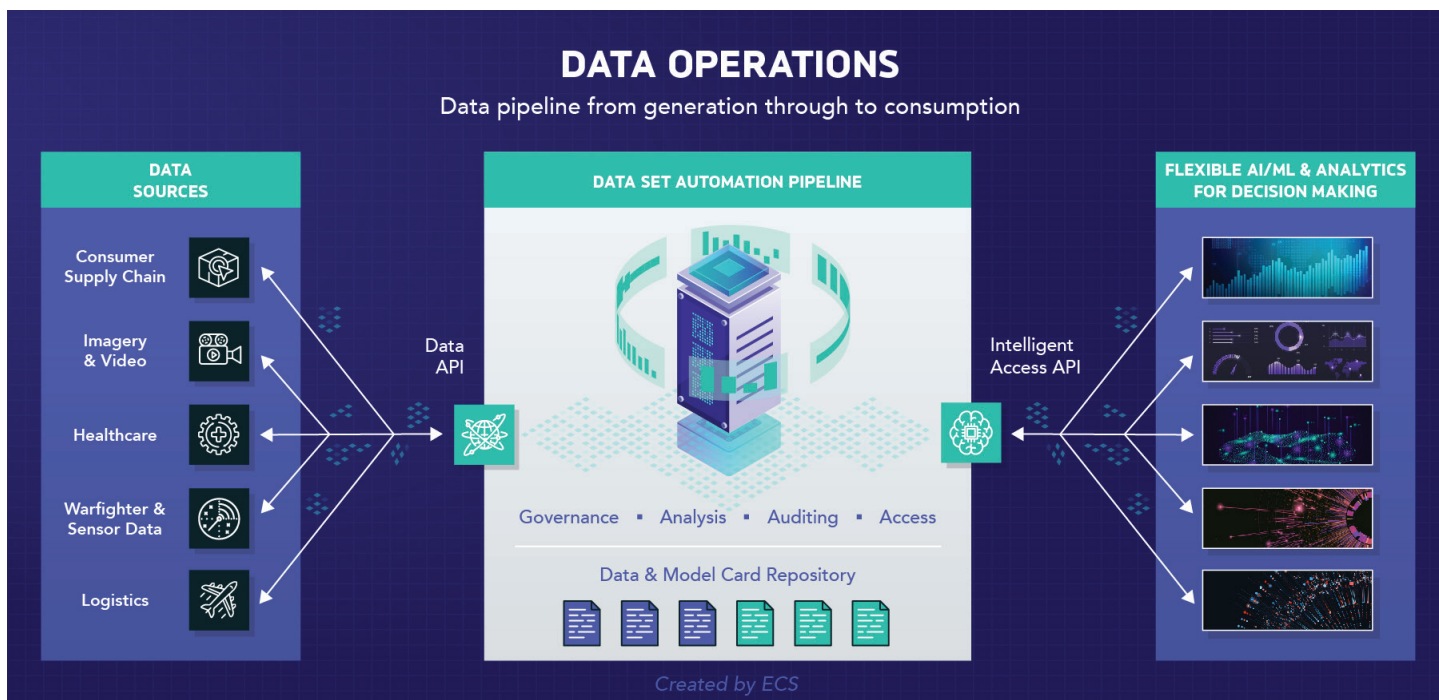 DATA OPERATIONS
Data pipeline from generation through to consumption
DATA
SOURCES
Consumer
Supply Chain
Imagery
& Video
Healthcare
Warfighter &
Sensor Data
Logistics
Data
API
DATA SET AUTOMATION PIPELINE
Governance ▪ Analysis ▪ Auditing ▪ Access
Data & Model Card Repository
Intelligent
Access API
FLEXIBLE AI/ML & ANALYTICS
FOR DECISION MAKING
Created by ECS